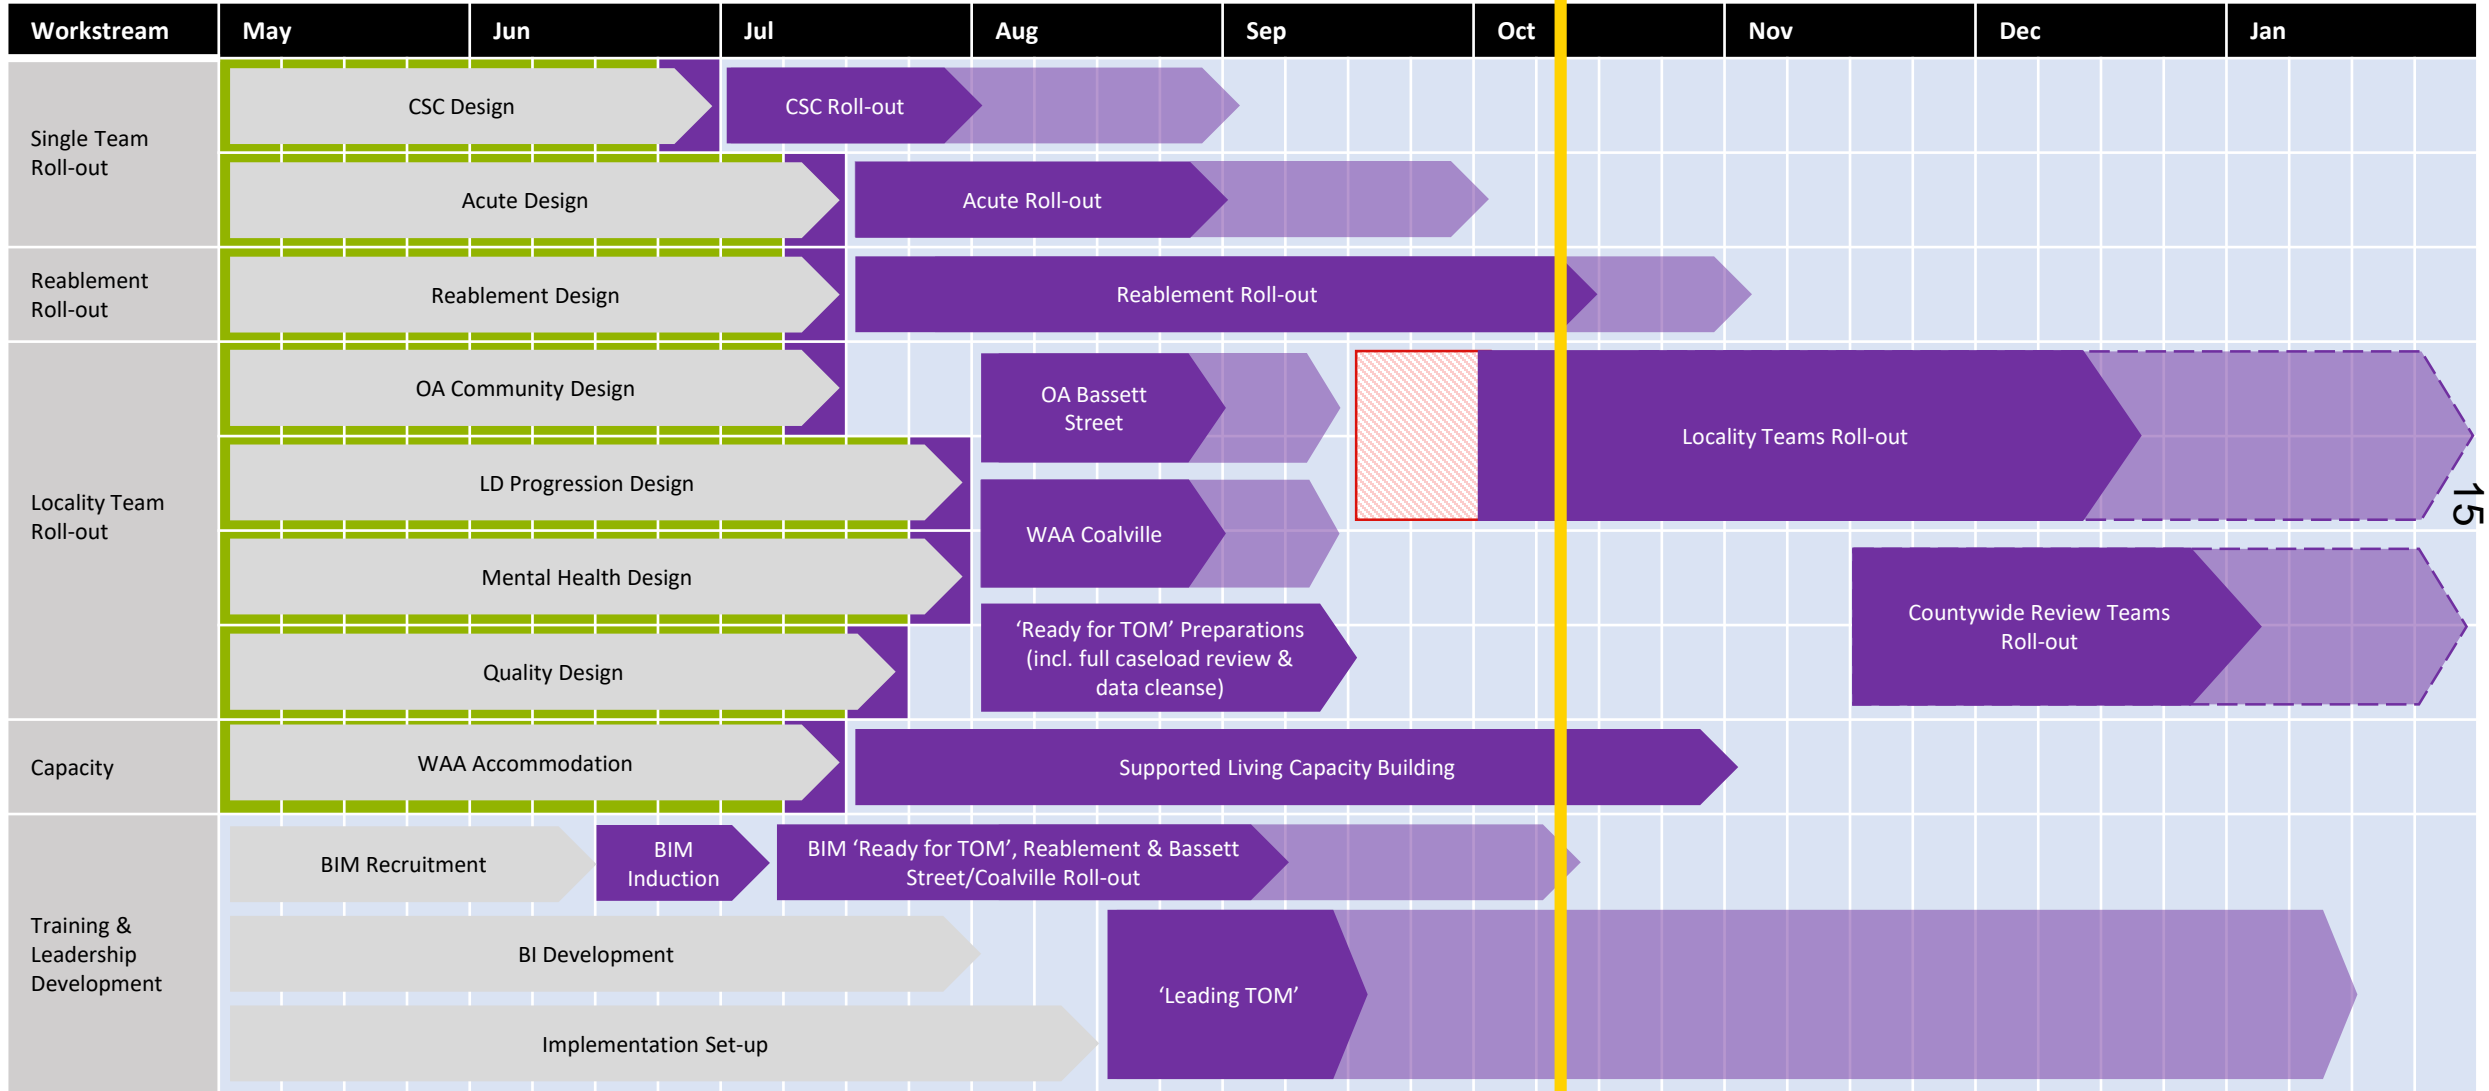 Workstream
May
Jun
Jul
Aug
Sep
Oct
Nov
Dec
Jan
Single Team
Roll-out
CSC Design
CSC Roll-out
Acute Design
Acute Roll-out
Reablement
Roll-out
Reablement Design
Reablement Roll-out
Locality Team
Roll-out
OA Community Design
OA Bassett
Street
Locality Teams Roll-out
LD Progression Design
WAA Coalville
Mental Health Design
Quality Design
‘Ready for TOM’ Preparations
(incl. full caseload review &
data cleanse)
Countywide Review Teams
Roll-out
15
Capacity
WAA Accommodation
Supported Living Capacity Building
Training &
Leadership
Development
BIM Recruitment
BIM
Induction
BIM ‘Ready for TOM’, Reablement & Bassett
Street/Coalville Roll-out
BI Development
‘Leading TOM’
Implementation Set-up